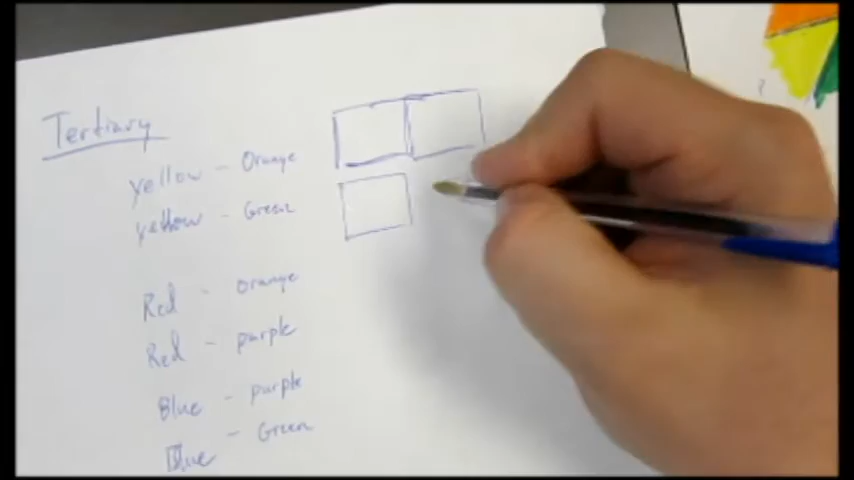 Tertiary
yellow - Orange
yellow - Green
Red - orange
Red - purple
Blue - purple
Blue - Green